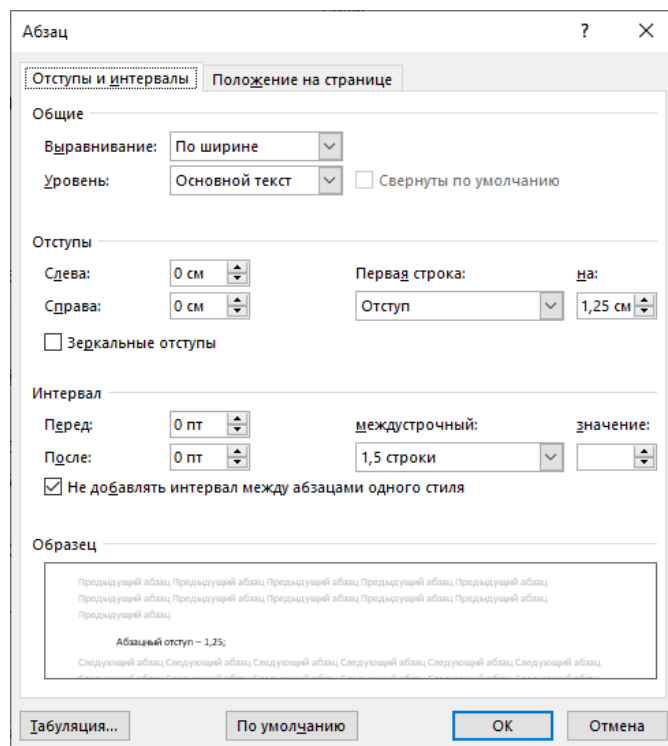 Абзац ?
Отступы и интервалы Положение на странице
Общие
Выравнивание: По ширине
Уровень: Основной текст Свернуты по умолчанию
Отступы
Слева: 0 см Первая строка: на:
Справа: 0 см Отступ 1,25 см
Зеркальные отступы
Интервал
Перед: 0 пт междустрочный: значение:
После: 0 пт 1,5 строки
Не добавлять интервал между абзацами одного стиля
Образец
Предыдущий абзац Предыдущий абзац Предыдущий абзац Предыдущий абзац Предыдущий абзац
Предыдущий абзац Предыдущий абзац Предыдущий абзац Предыдущий абзац Предыдущий абзац
Предыдущий абзац
Абзацный отступ – 1,25;
Следующий абзац Следующий абзац Следующий абзац Следующий абзац Следующий абзац Следующий абзац
Табуляция... По умолчанию ОК Отмена